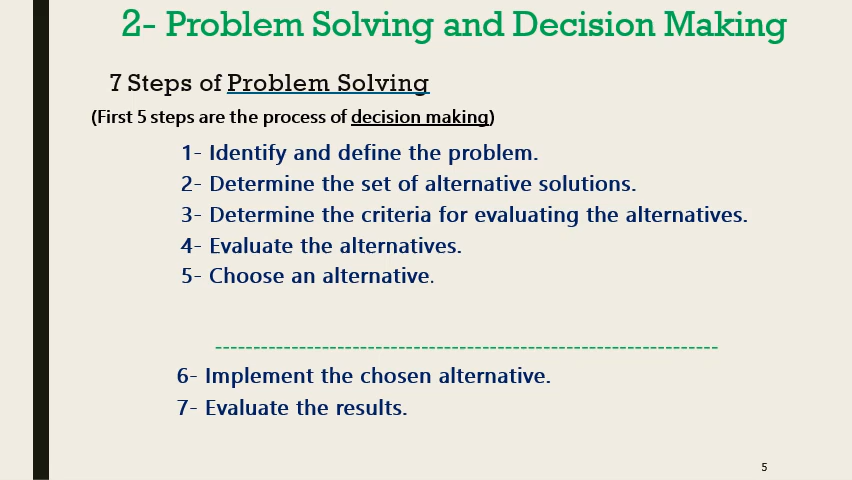 2- Problem Solving and Decision Making
7 Steps of Problem Solving
(First 5 steps are the process of decision making)
1- Identify and define the problem.
2- Determine the set of alternative solutions.
3- Determine the criteria for evaluating the alternatives.
4- Evaluate the alternatives.
5- Choose an alternative.
------------------------------------------------------------------
6- Implement the chosen alternative.
7- Evaluate the results.
5